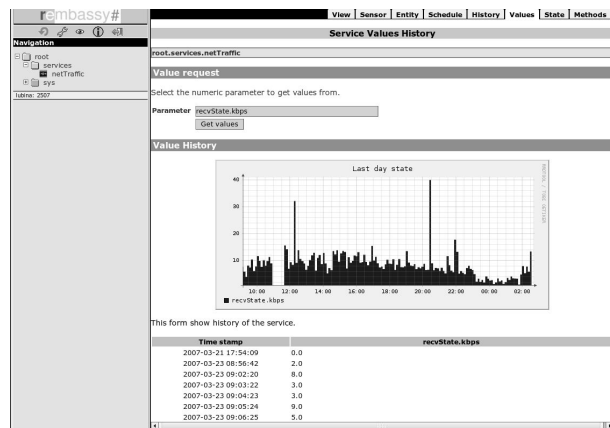 rembassy#
View Sensor Entity Schedule History Values State Methods
Navigation
root
services
netTraffic
sys
lubina: 2507
Service Values History
root.services.netTraffic
Value request
Select the numeric parameter to get values from.
Parameter recvState.kbps
Get values
Value History
Last day state
40
30
20
10
10:00 12:00 14:00 16:00 18:00 20:00 22:00 00:00 02:00
recvState.kbps
This form show history of the service.
Time stamp recvState.kbps
2007-03-21 17:54:09 0.0
2007-03-23 08:56:42 2.0
2007-03-23 09:02:20 8.0
2007-03-23 09:03:22 3.0
2007-03-23 09:04:23 3.0
2007-03-23 09:05:24 9.0
2007-03-23 09:06:25 5.0